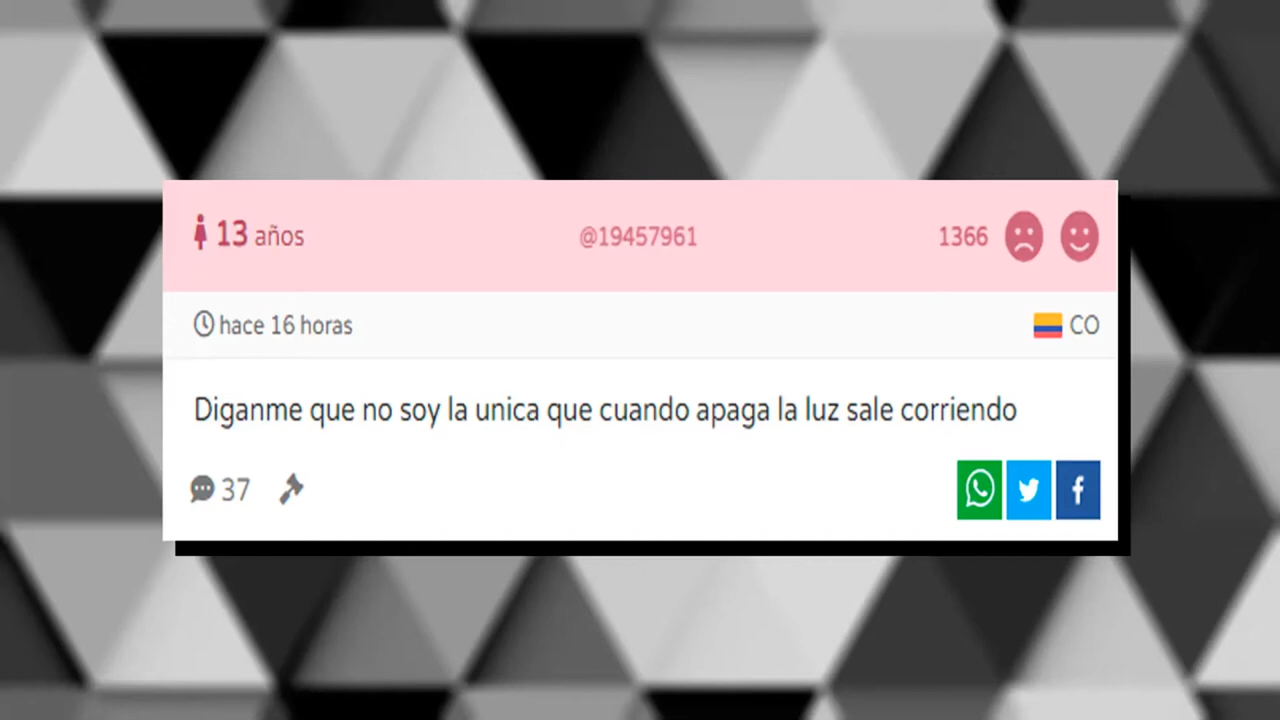 13 años @19457961 1366
hace 16 horas CO
Diganme que no soy la unica que cuando apaga la luz sale corriendo
37